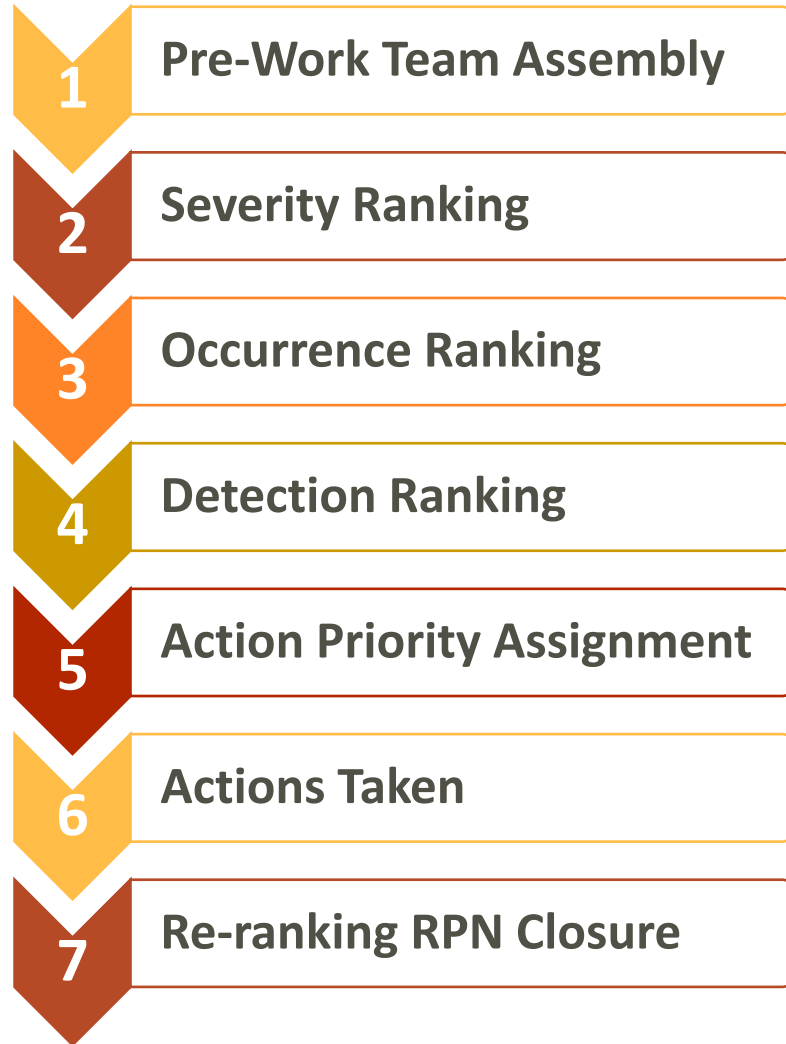 1
Pre-Work Team Assembly
2
Severity Ranking
3
Occurrence Ranking
4
Detection Ranking
5
Action Priority Assignment
6
Actions Taken
7
Re-ranking RPN Closure